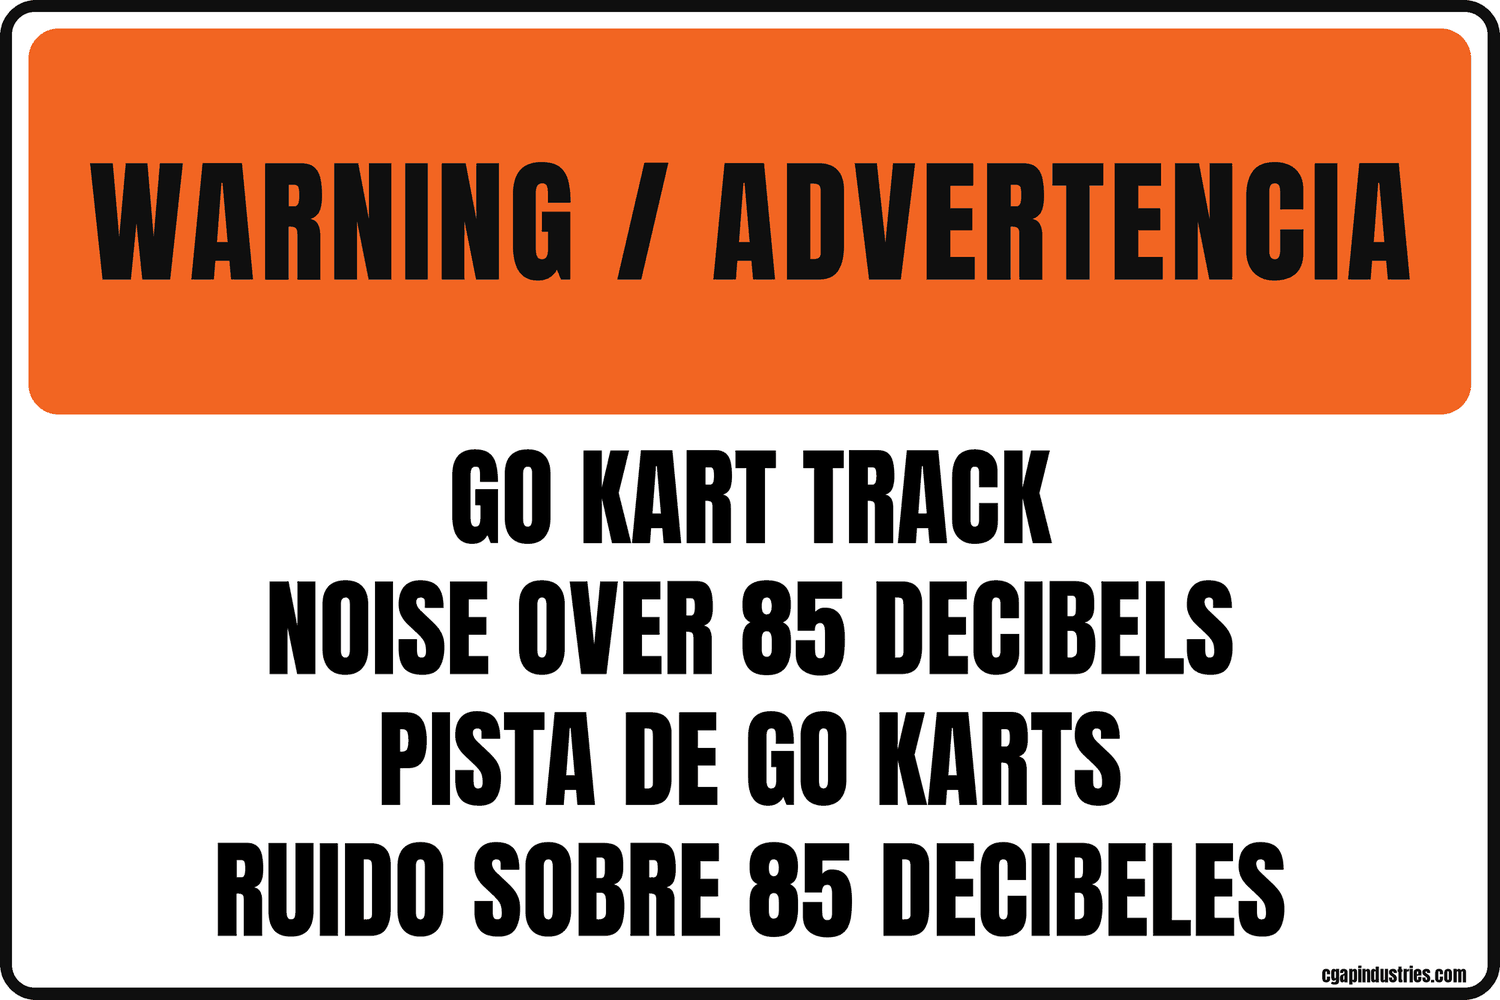 WARNING / ADVERTENCIA
GO KART TRACK
NOISE OVER 85 DECIBELS
PISTA DE GO KARTS
RUIDO SOBRE 85 DECIBELES
cgapindustries.com